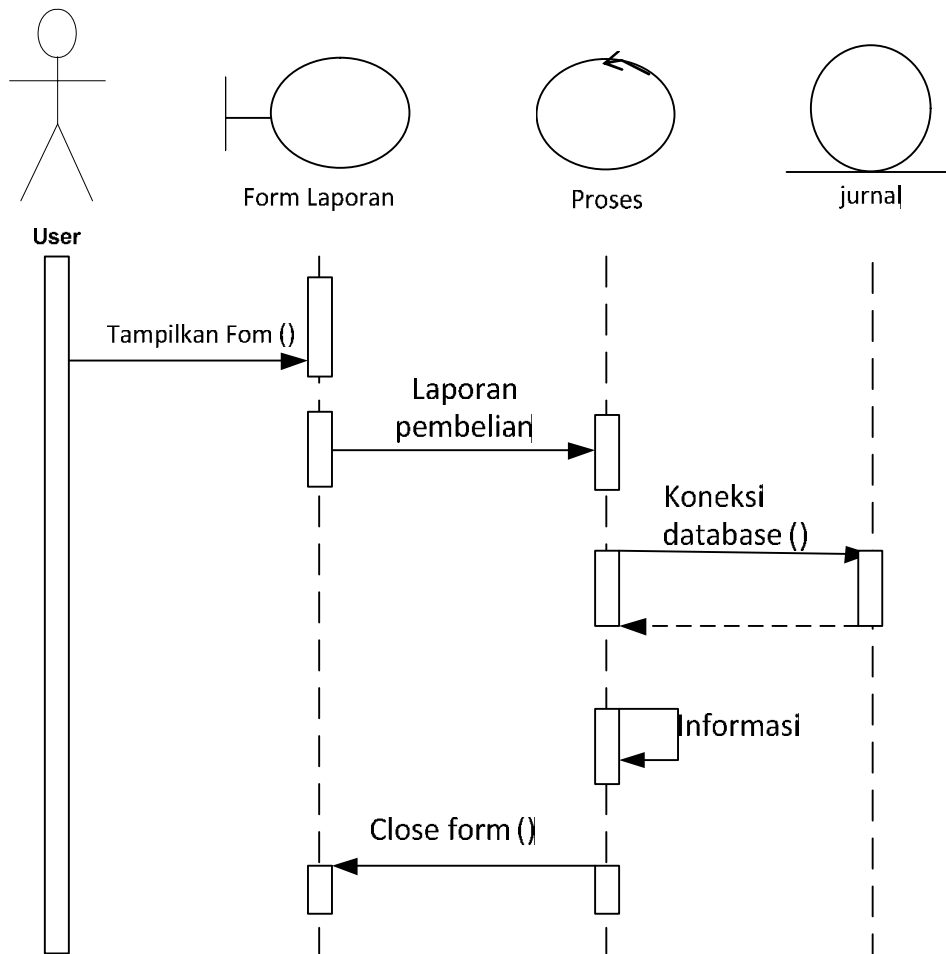 Form Laporan
Proses
jurnal
User
Tampilkan Fom ()
Laporan
pembelian
Koneksi
database ()
Informasi
Close form ()